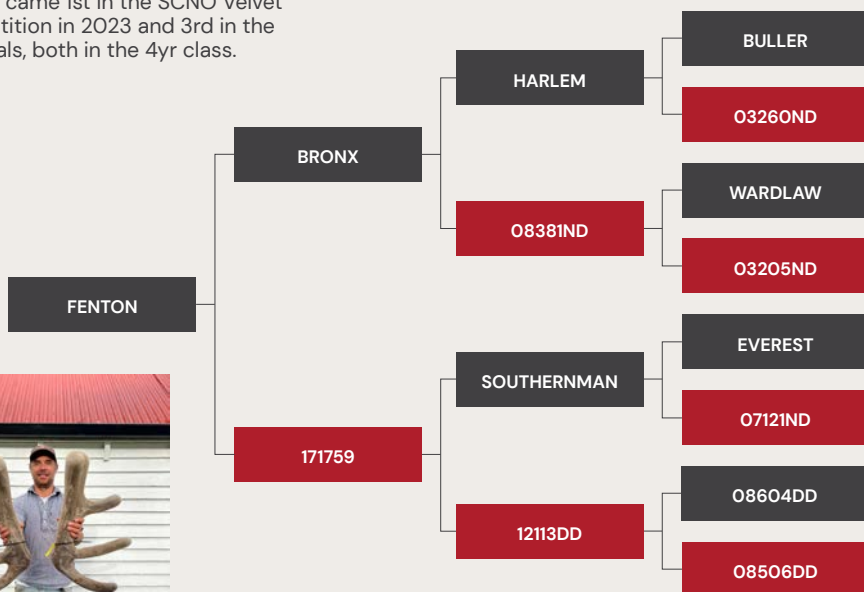 came 1st in the SCNO Velvet
tition in 2023 and 3rd in the
als, both in the 4yr class.
BULLER
HARLEM
03260ND
BRONX
WARDLAW
08381ND
03205ND
FENTON
EVEREST
SOUTHERNMAN
07121ND
171759
08604DD
12113DD
08506DD